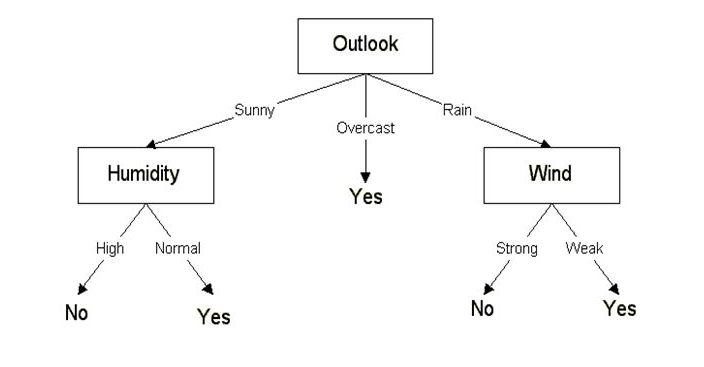 Outlook
Sunny
Overcast
Rain
Humidity
Yes
Wind
High
Normal
Strong
Weak
No
Yes
No
Yes